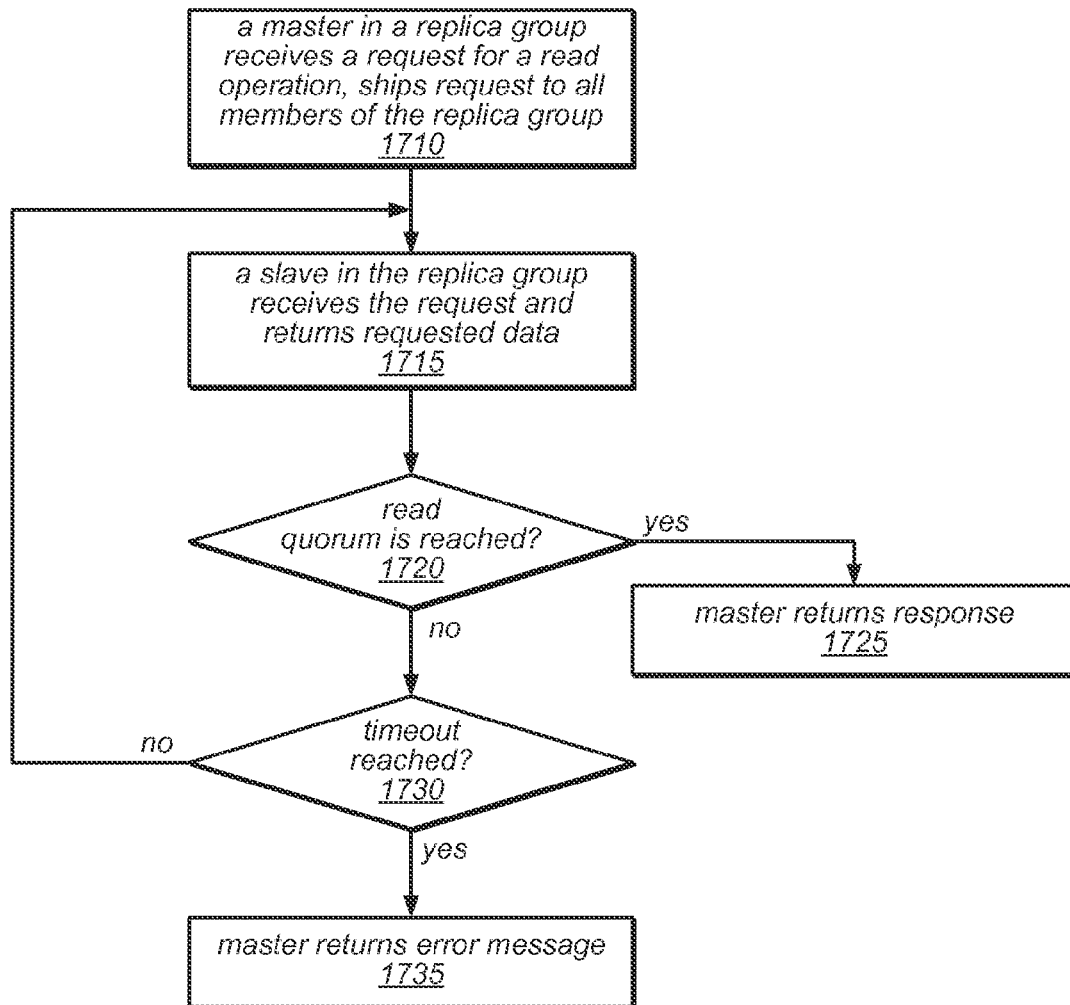 a master in a replica group
receives a request for a read
operation, ships request to all
members of the replica group
1710
a slave in the replica group
receives the request and
returns requested data
1715
read
quorum is reached?
1720
yes
master returns response
1725
no
timeout
reached?
1730
no
yes
master returns error message
1735